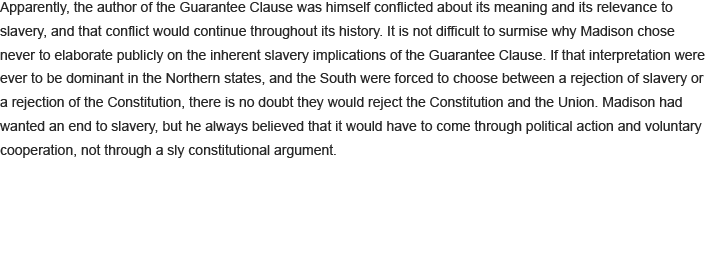 Apparently, the author of the Guarantee Clause was himself conflicted about its meaning and its relevance to
slavery, and that conflict would continue throughout its history. It is not difficult to surmise why Madison chose
never to elaborate publicly on the inherent slavery implications of the Guarantee Clause. If that interpretation were
ever to be dominant in the Northern states, and the South were forced to choose between a rejection of slavery or
a rejection of the Constitution, there is no doubt they would reject the Constitution and the Union. Madison had
wanted an end to slavery, but he always believed that it would have to come through political action and voluntary
cooperation, not through a sly constitutional argument.